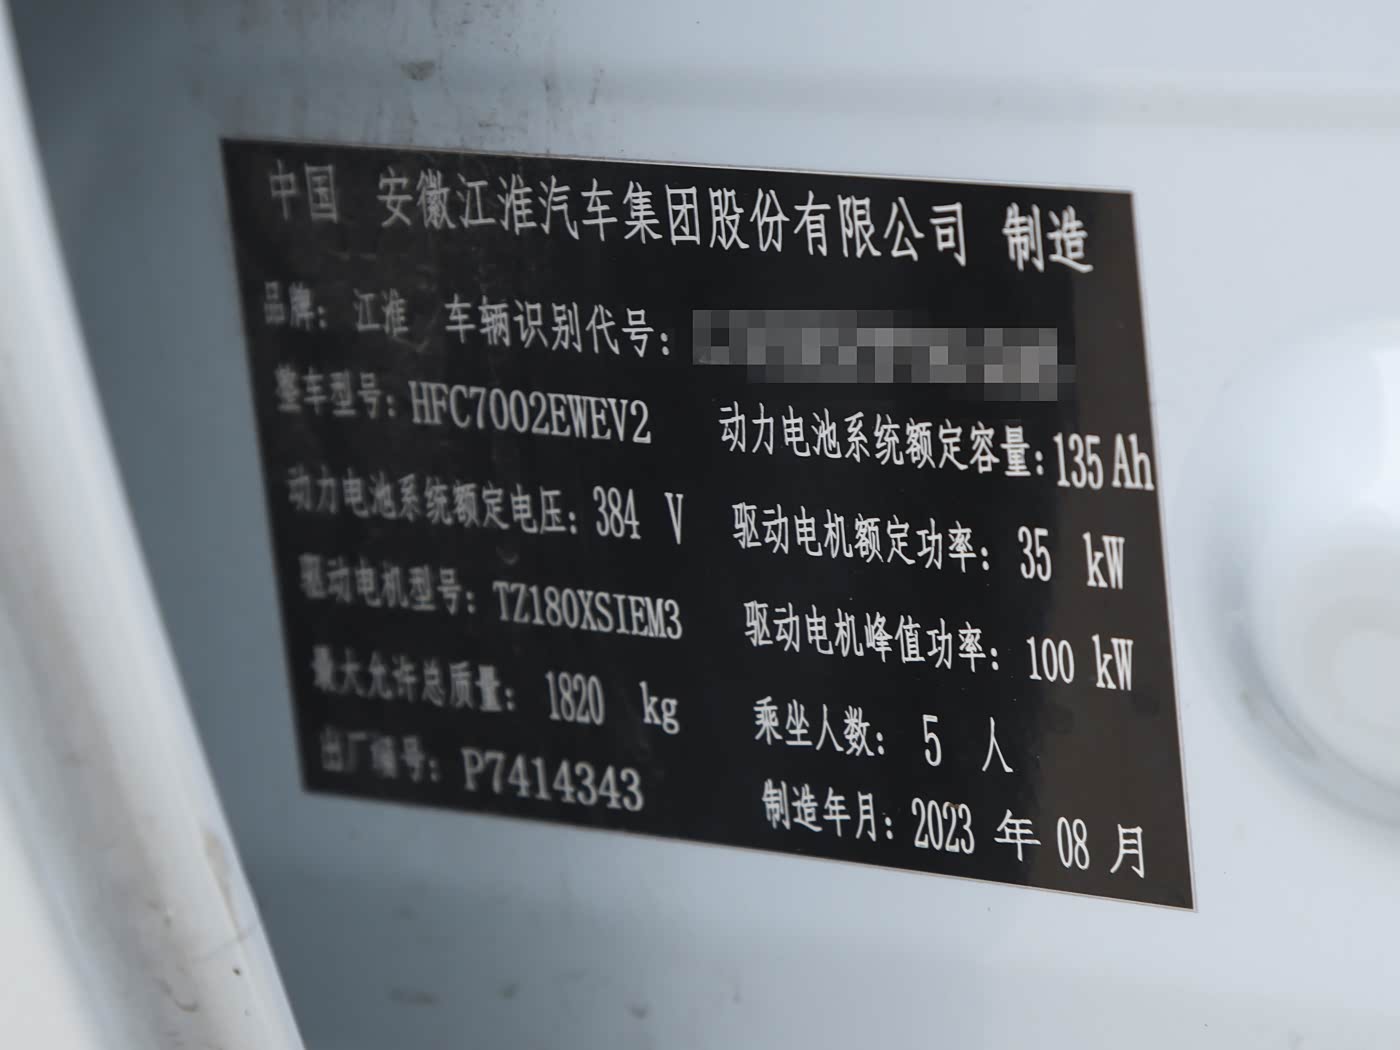 中国 安徽江淮汽车集团股份有限公司 制造
品牌：江淮 车辆识别代号：
整车型号：HFC7002EWEV2 动力电池系统额定容量：135Ah
动力电池系统额定电压：384 V 驱动电机额定功率：35 kW
驱动电机型号：TZ180XSIEM3 驱动电机峰值功率：100 kW
最大允许总质量：1820 kg 乘坐人数：5 人
出厂编号：P7414343 制造年月：2023 年 08 月